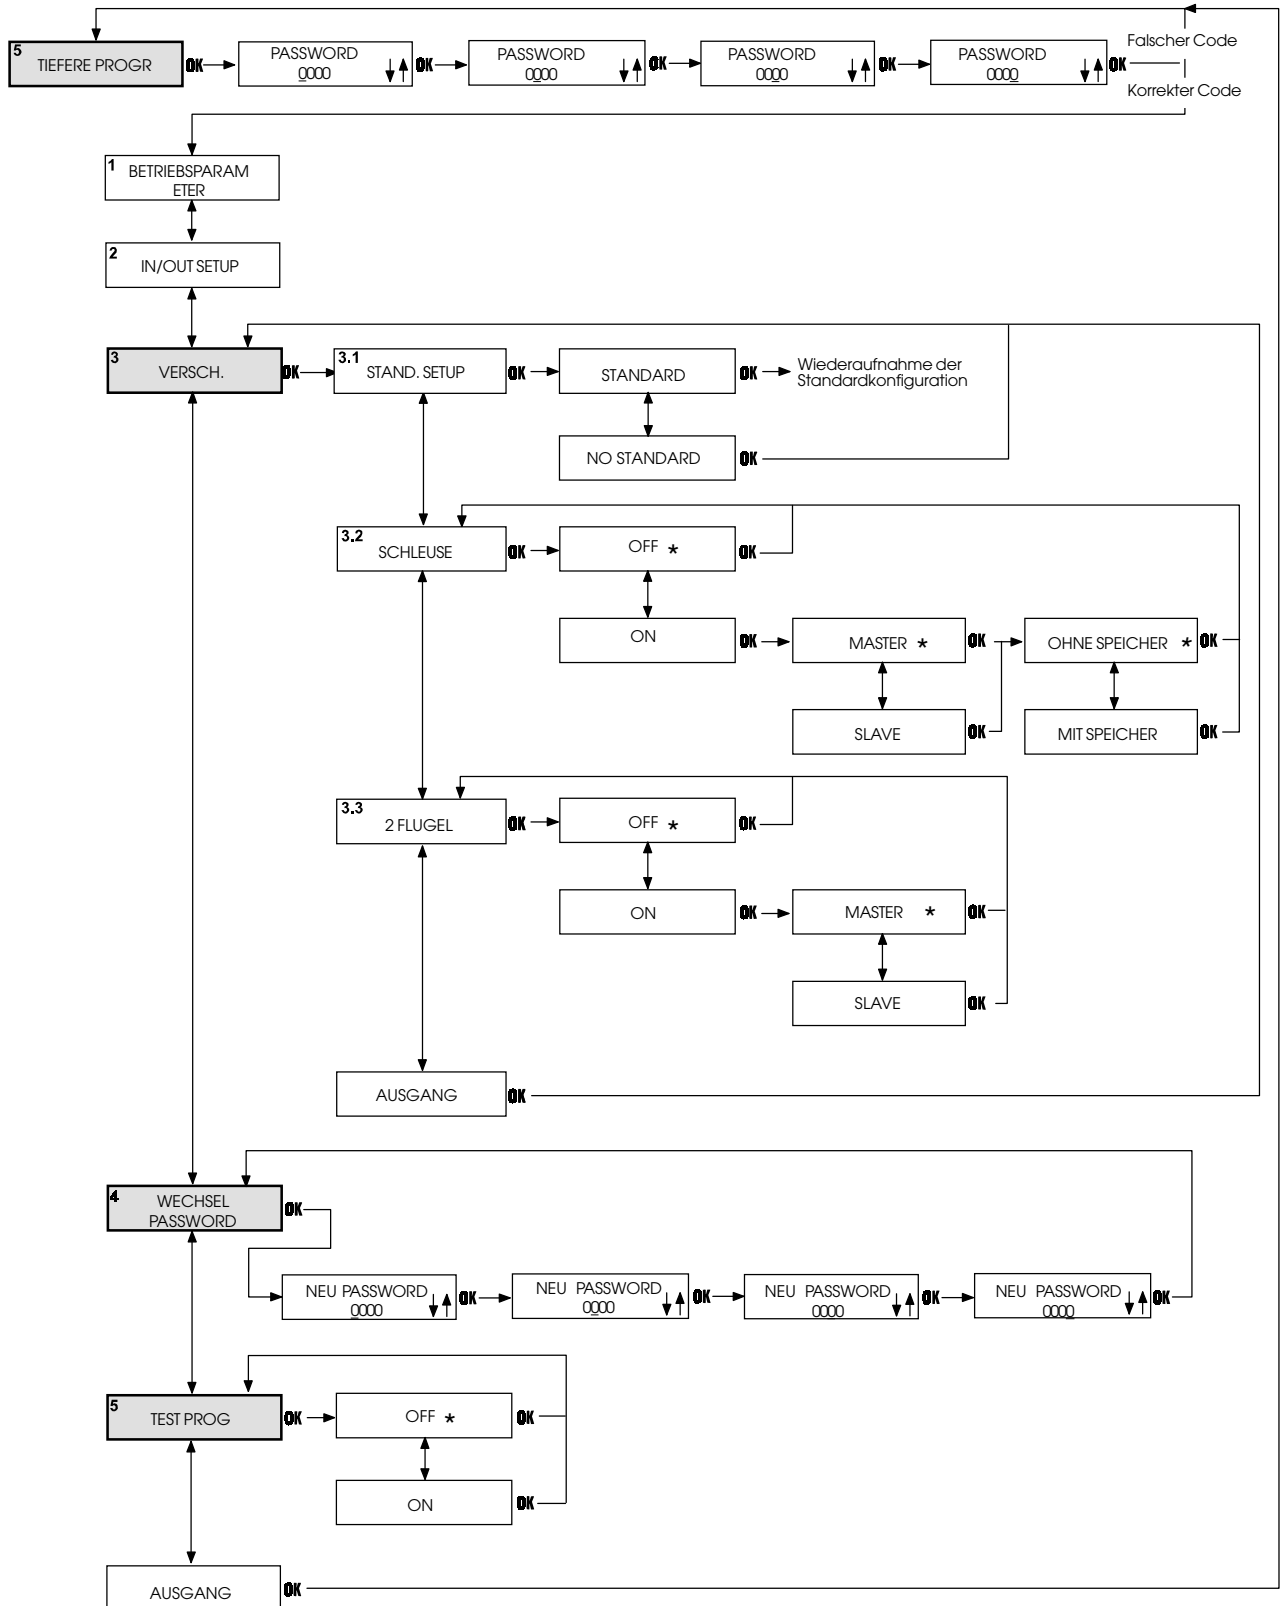 5
TIEFERE PROGR
OK
PASSWORD
0000
OK
PASSWORD
0000
OK
PASSWORD
0000
OK
PASSWORD
0000
OK
Falscher Code
Korrekter Code
1
BETRIEBSPARAM
ETER
2
IN/OUT SETUP
3
VERSCH.
OK
3.1
STAND. SETUP
OK
STANDARD
OK
Wiederaufnahme der
Standardkonfiguration
NO STANDARD
OK
3.2
SCHLEUSE
OK
OFF *
OK
ON
OK
MASTER *
OK
OHNE SPEICHER *
OK
SLAVE
OK
MIT SPEICHER
OK
3.3
2 FLUGEL
OK
OFF *
OK
ON
OK
MASTER *
OK
SLAVE
OK
AUSGANG
OK
4
WECHSEL
PASSWORD
OK
NEU PASSWORD
0000
OK
NEU PASSWORD
0000
OK
NEU PASSWORD
0000
OK
NEU PASSWORD
0000
OK
5
TEST PROG
OK
OFF *
OK
ON
OK
AUSGANG
OK